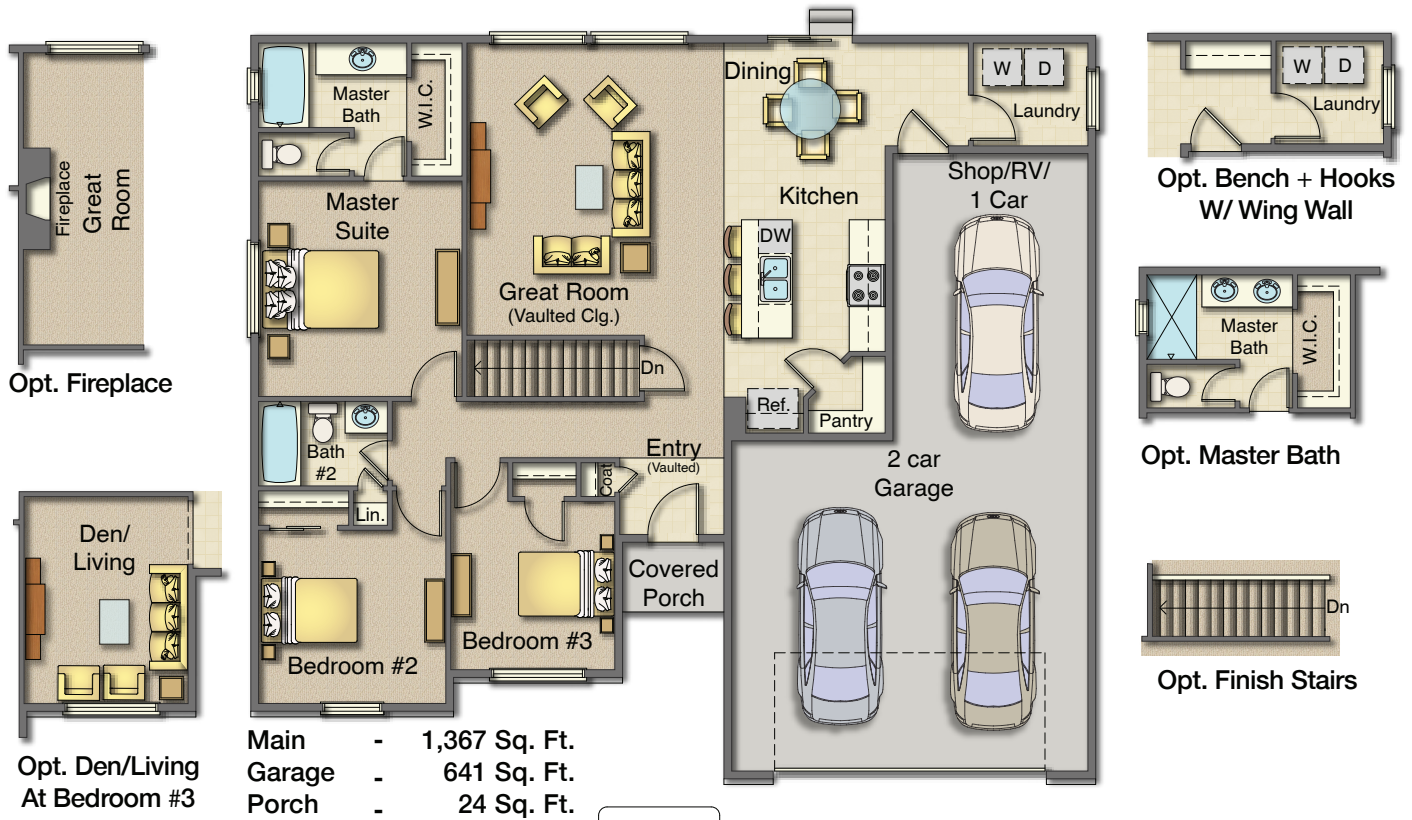 Fireplace
Great
Room
Opt. Fireplace
Den/
Living
Opt. Den/Living
At Bedroom #3
Master
Bath
W.I.C.
Master
Suite
Great Room
(Vaulted Clg.)
Dn
Dining
Kitchen
DW
Ref.
Pantry
W D
Laundry
Shop/RV/
1 Car
2 car
Garage
Entry
(Vaulted)
Coat
Bath
#2
Lin.
Bedroom #2
Bedroom #3
Covered
Porch
Main - 1,367 Sq. Ft.
Garage - 641 Sq. Ft.
Porch - 24 Sq. Ft.
W D
Laundry
Opt. Bench + Hooks
W/ Wing Wall
Master
Bath
W.I.C.
Opt. Master Bath
Dn
Opt. Finish Stairs